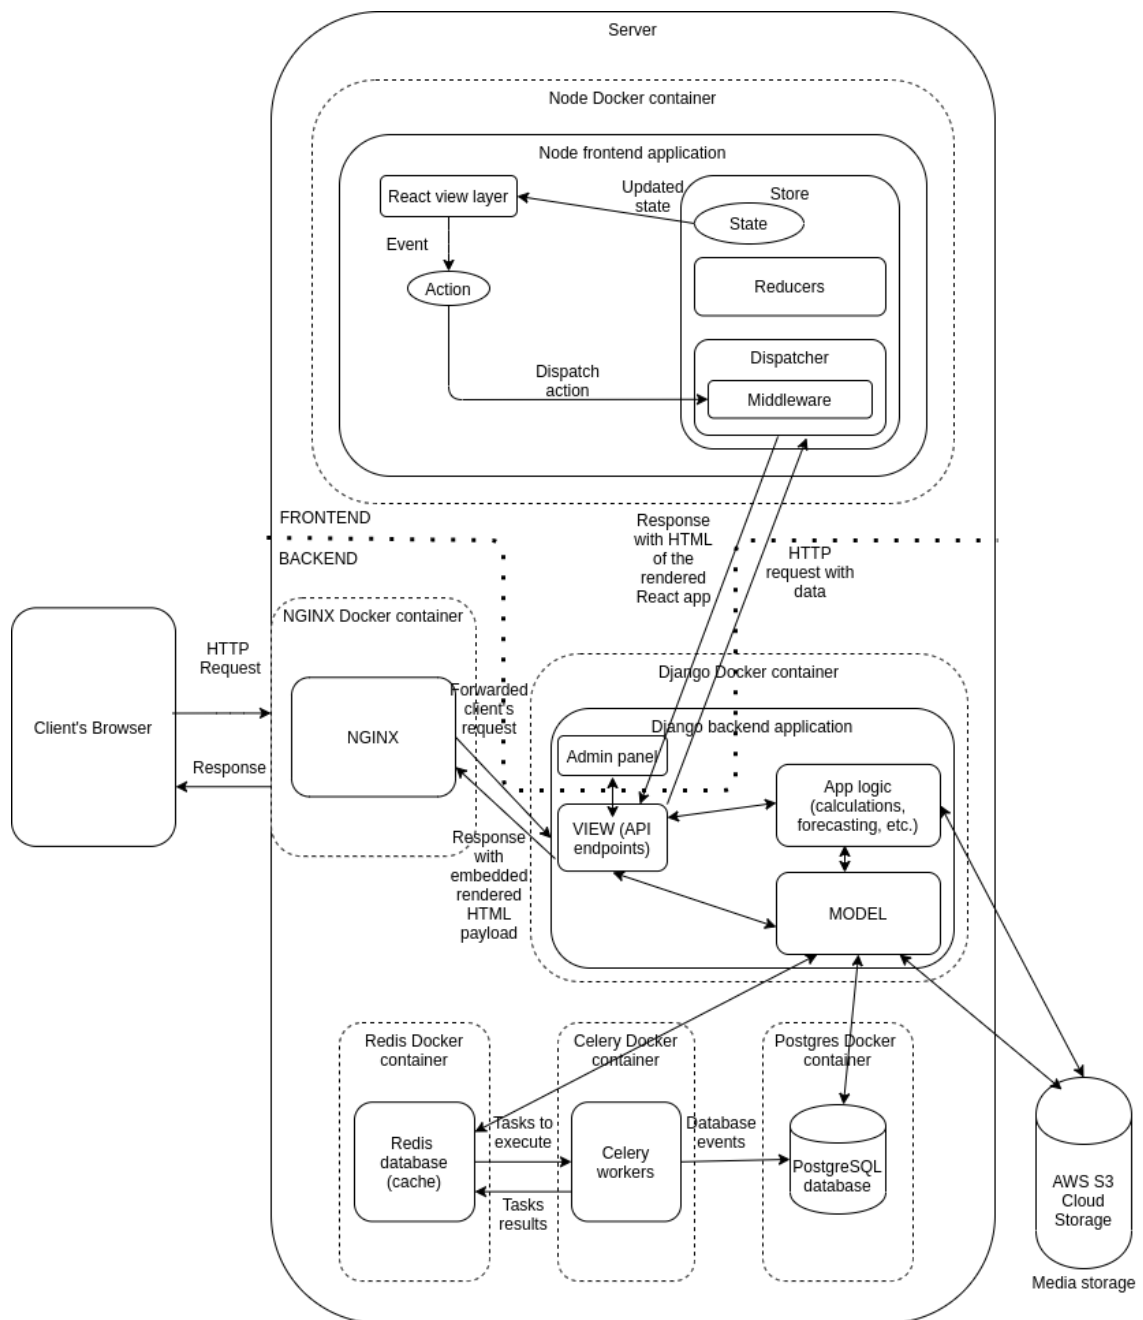 Server
Node Docker container
Node frontend application
React view layer
Updated
state
Store
State
Event
Action
Reducers
Dispatch
action
Dispatcher
Middleware
FRONTEND
BACKEND
Response
with HTML
of the
rendered
React app
HTTP
request with
data
NGINX Docker container
HTTP
Request
Client's Browser
Response
NGINX
Forwarded
client's
request
Response
with
embedded
rendered
HTML
payload
Django Docker container
Django backend application
Admin panel
VIEW (API
endpoints)
App logic
(calculations,
forecasting, etc.)
MODEL
Redis Docker
container
Celery Docker
container
Postgres Docker
container
Redis
database
(cache)
Tasks to
execute
Tasks
results
Celery
workers
Database
events
PostgreSQL
database
AWS S3
Cloud
Storage
Media storage